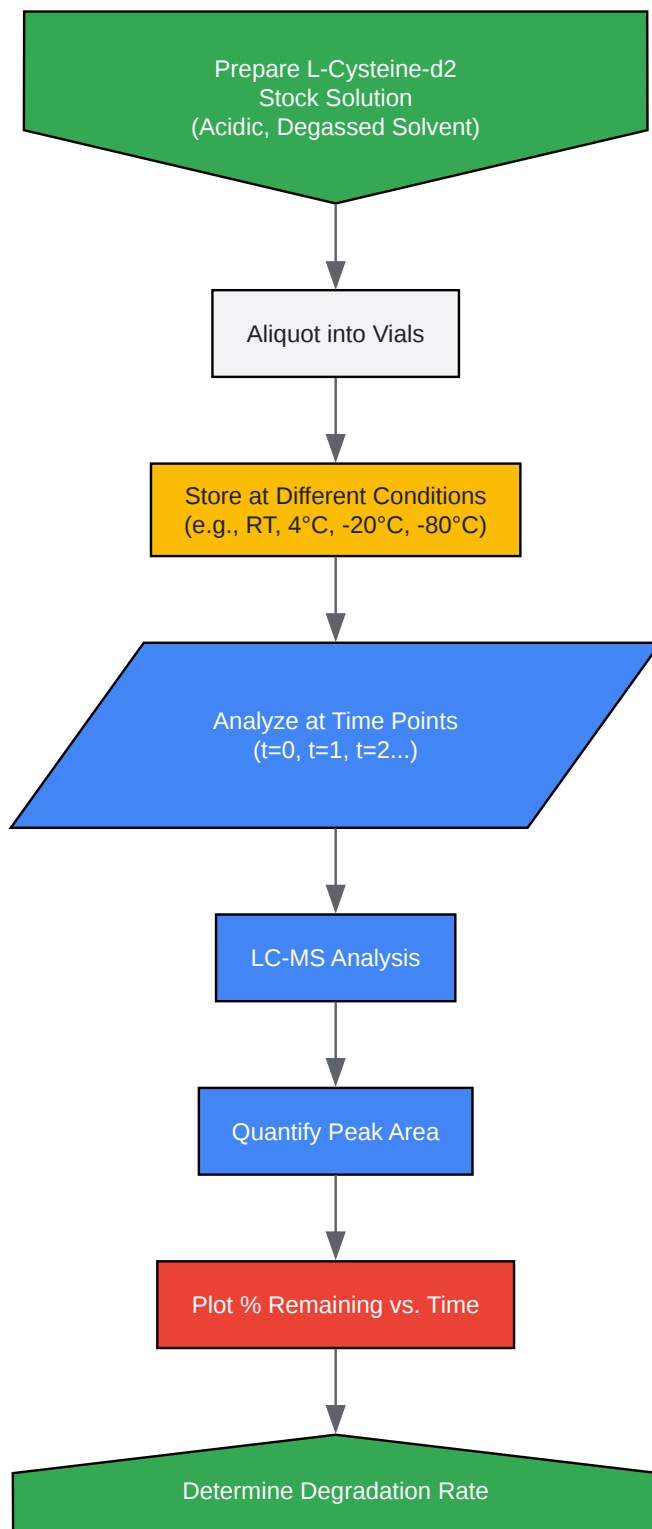 Prepare L-Cysteine-d2
Stock Solution
(Acidic, Degassed Solvent)
Aliquot into Vials
Store at Different Conditions
(e.g., RT, 4°C, -20°C, -80°C)
Analyze at Time Points
(t=0, t=1, t=2...)
LC-MS Analysis
Quantify Peak Area
Plot % Remaining vs. Time
Determine Degradation Rate